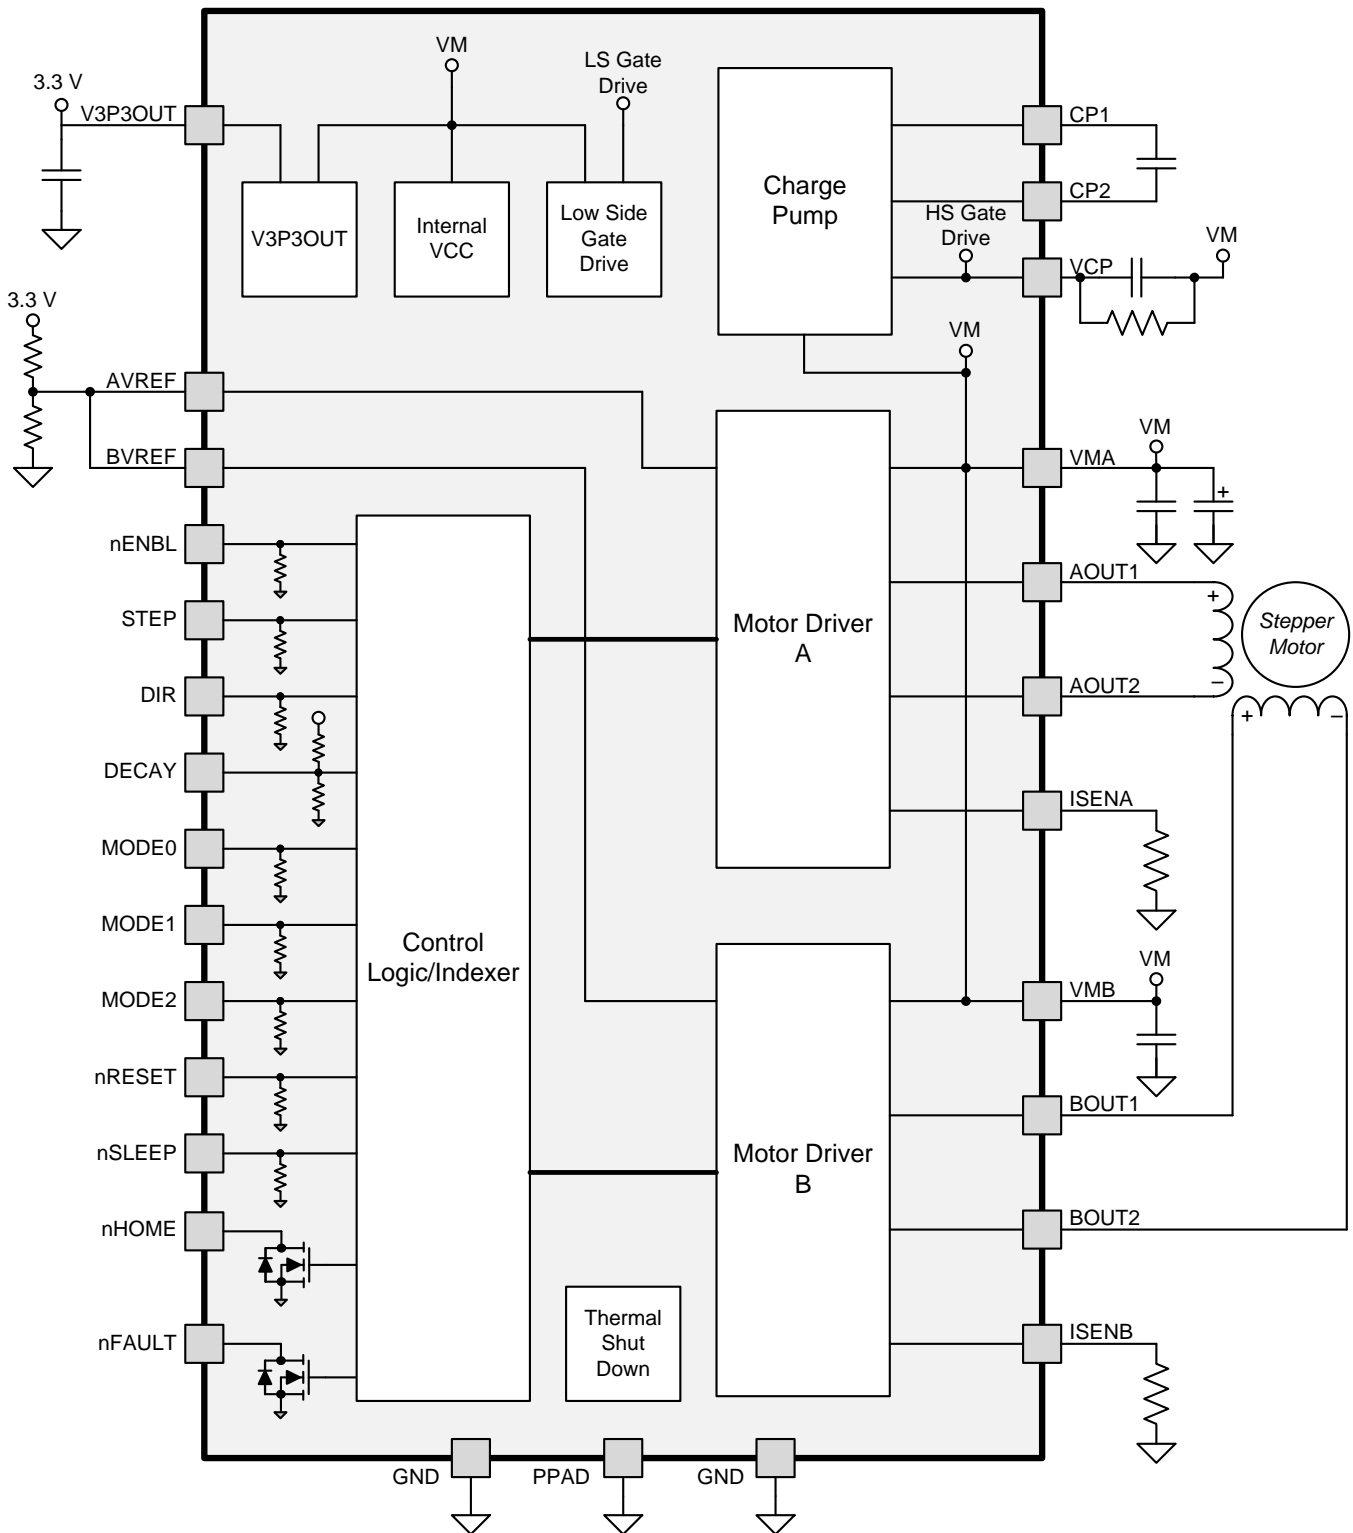 VM
LS Gate
Drive
3.3 V
V3P3OUT
CP1
Charge
Pump
CP2
V3P3OUT
Internal
VCC
Low Side
Gate
Drive
HS Gate
Drive
VM
VCP
3.3 V
VM
AVREF
VM
BVREF
VMA
+
nENBL
AOUT1
+
STEP
Motor Driver
A
Stepper
Motor
DIR
AOUT2
–
+
–
DECAY
ISENA
MODE0
MODE1
Control
Logic/Indexer
VM
MODE2
VMB
nRESET
BOUT1
nSLEEP
Motor Driver
B
nHOME
BOUT2
Thermal
Shut
Down
nFAULT
ISENB
GND
PPAD
GND